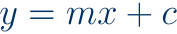 y = mx + c